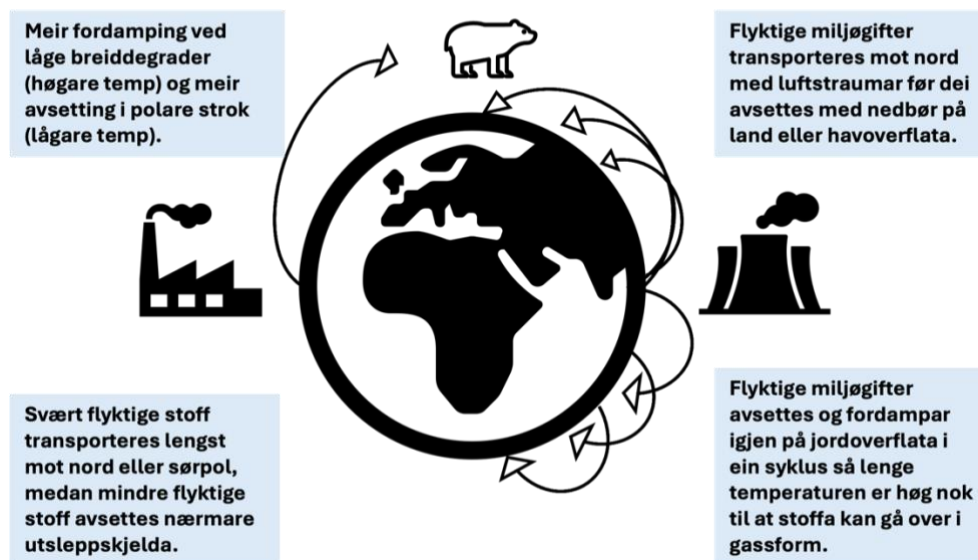 Meir fordamping ved
låge breiddegrader
(høgare temp) og meir
avsetting i polare strok
(lågare temp).
Flyktige miljøgifter
transporteres mot nord
med luftstraumar før dei
avsettes med nedbør på
land eller havoverflata.
Svært flyktige stoff
transporteres lengst
mot nord eller sørpol,
medan mindre flyktige
stoff avsettes nærmare
utsleppskjelda.
Flyktige miljøgifter
avsettes og fordampar
igjen på jordoverflata i
ein syklus så lenge
temperaturen er høg nok
til at stoffa kan gå over i
gassform.